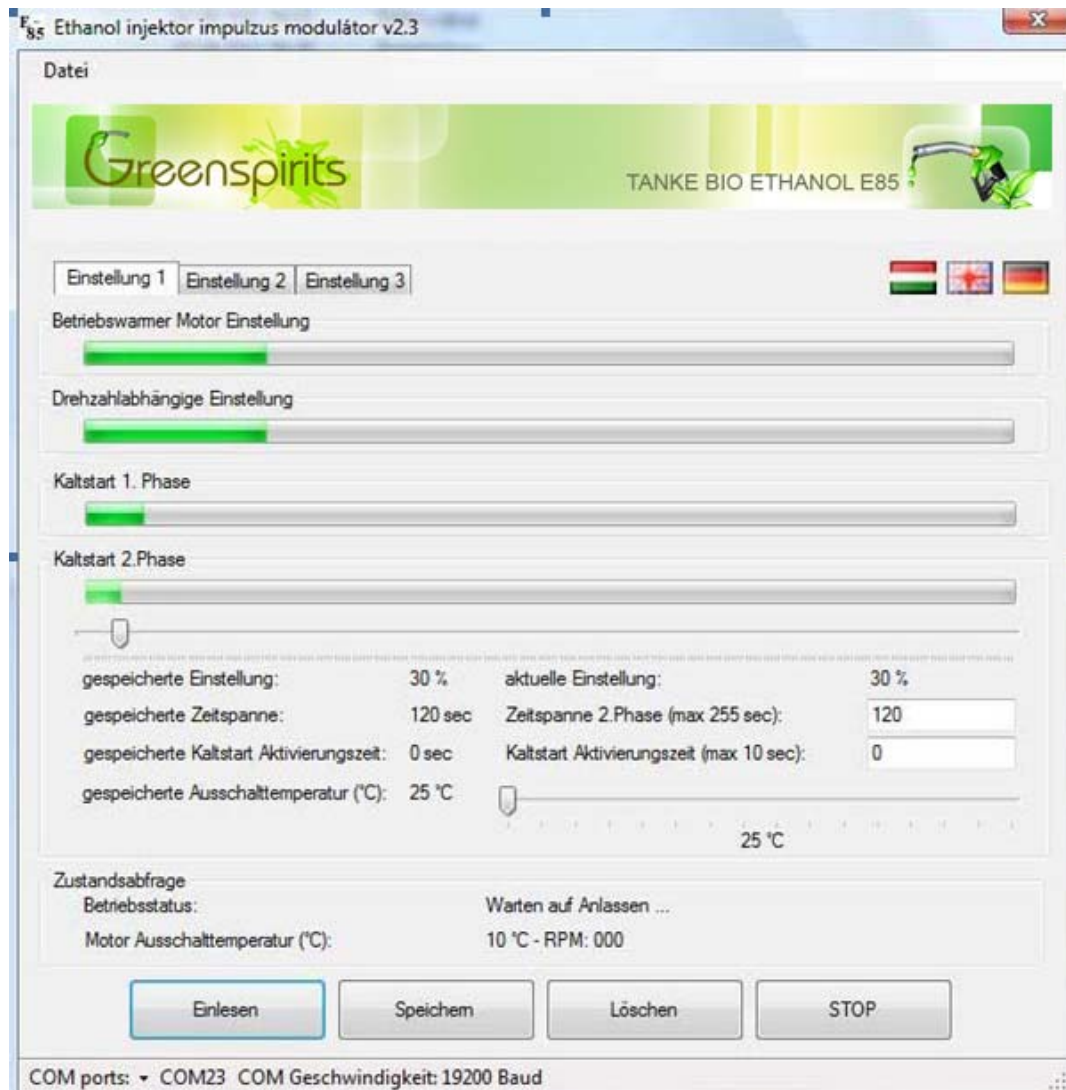 E85 Ethanol injektor impulzus modulátor v2.3
Datei
Greenspirits
TANKE BIO ETHANOL E85
Einstellung 1 Einstellung 2 Einstellung 3
Betriebswarmer Motor Einstellung
Drehzahlabhängige Einstellung
Kaltstart 1. Phase
Kaltstart 2.Phase
gespeicherte Einstellung: 30 % aktuelle Einstellung: 30 %
gespeicherte Zeitspanne: 120 sec Zeitspanne 2.Phase (max 255 sec): 120
gespeicherte Kaltstart Aktivierungszeit: 0 sec Kaltstart Aktivierungszeit (max 10 sec): 0
gespeicherte Ausschalttemperatur (°C): 25 °C
25 °C
Zustandsabfrage
Betriebsstatus: Warten auf Anlassen ...
Motor Ausschalttemperatur (°C): 10 °C - RPM: 000
Einlesen Speichern Löschen STOP
COM ports: COM23 COM Geschwindigkeit: 19200 Baud